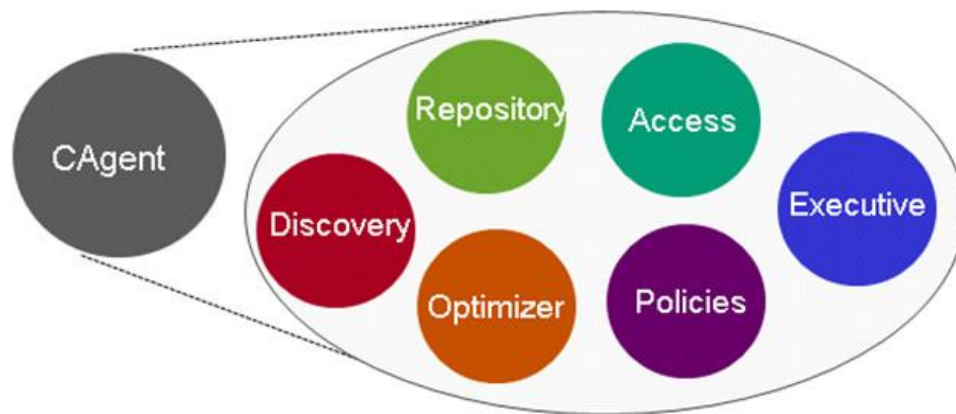 CAgent
Repository
Access
Discovery
Executive
Optimizer
Policies